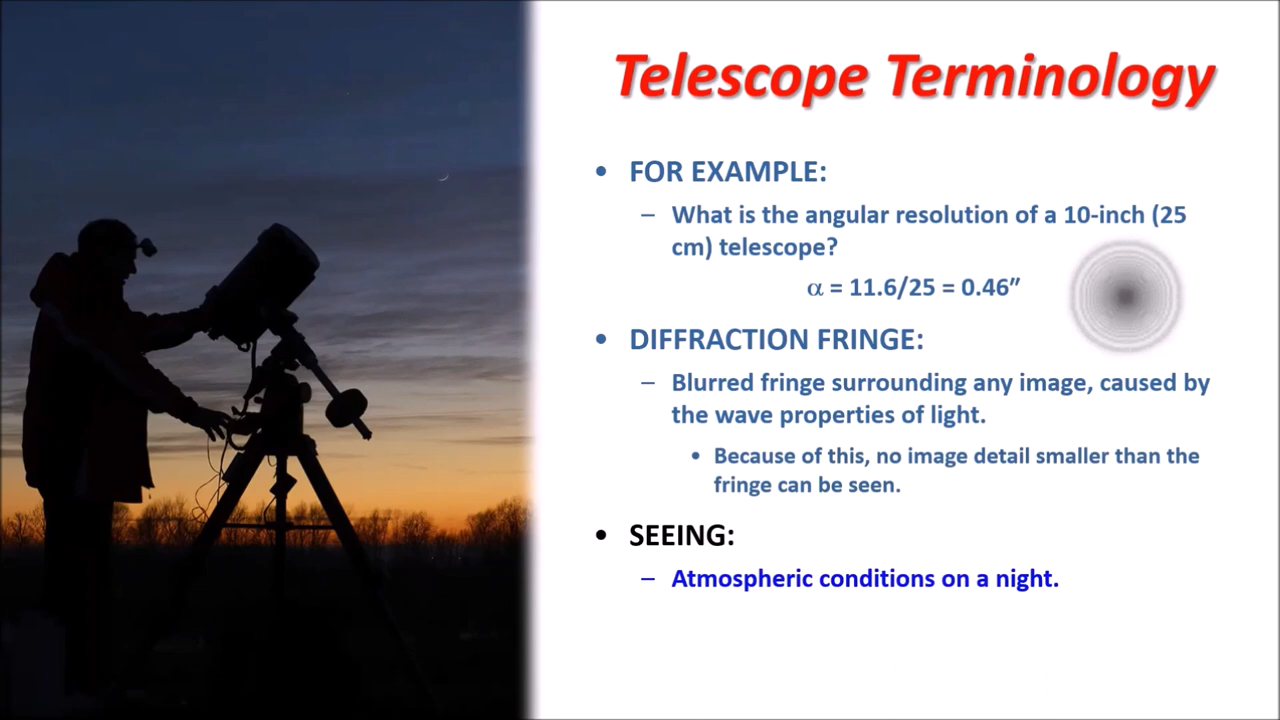 Telescope Terminology
• FOR EXAMPLE:
– What is the angular resolution of a 10-inch (25
cm) telescope?
α = 11.6/25 = 0.46”
• DIFFRACTION FRINGE:
– Blurred fringe surrounding any image, caused by
the wave properties of light.
• Because of this, no image detail smaller than the
fringe can be seen.
• SEEING:
– Atmospheric conditions on a night.